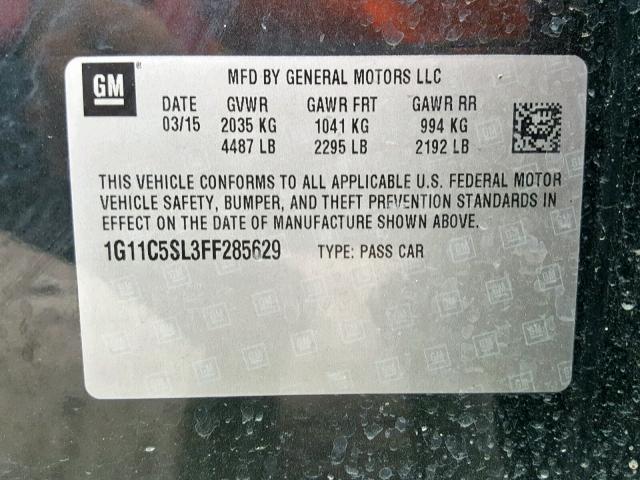 GM
MFD BY GENERAL MOTORS LLC
DATE GVWR GAWR FRT GAWR RR
03/15 2035 KG 1041 KG 994 KG
4487 LB 2295 LB 2192 LB
THIS VEHICLE CONFORMS TO ALL APPLICABLE U.S. FEDERAL MOTOR
VEHICLE SAFETY, BUMPER, AND THEFT PREVENTION STANDARDS IN
EFFECT ON THE DATE OF MANUFACTURE SHOWN ABOVE.
1G11C5SL3FF285629 TYPE: PASS CAR